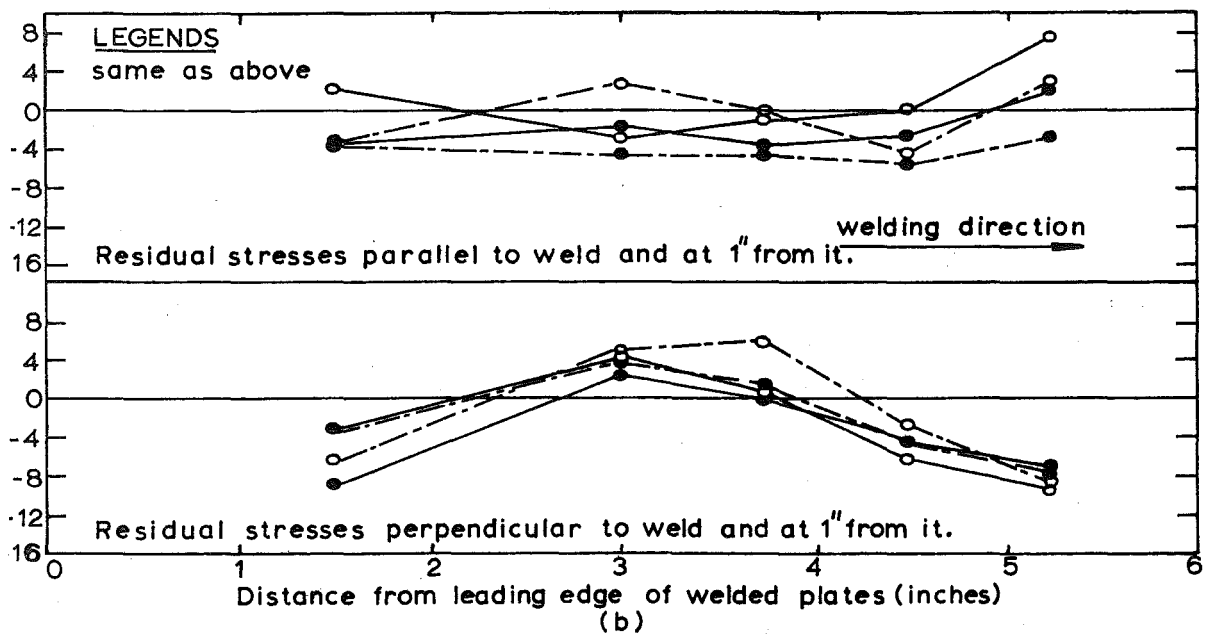 8
LEGENDS
same as above
4
0
-4
-8
-12
welding direction
16
Residual stresses parallel to weld and at 1" from it.
8
4
0
-4
-8
-12
Residual stresses perpendicular to weld and at 1" from it.
16
0 1 2 3 4 5 6
Distance from leading edge of welded plates (inches)
(b)